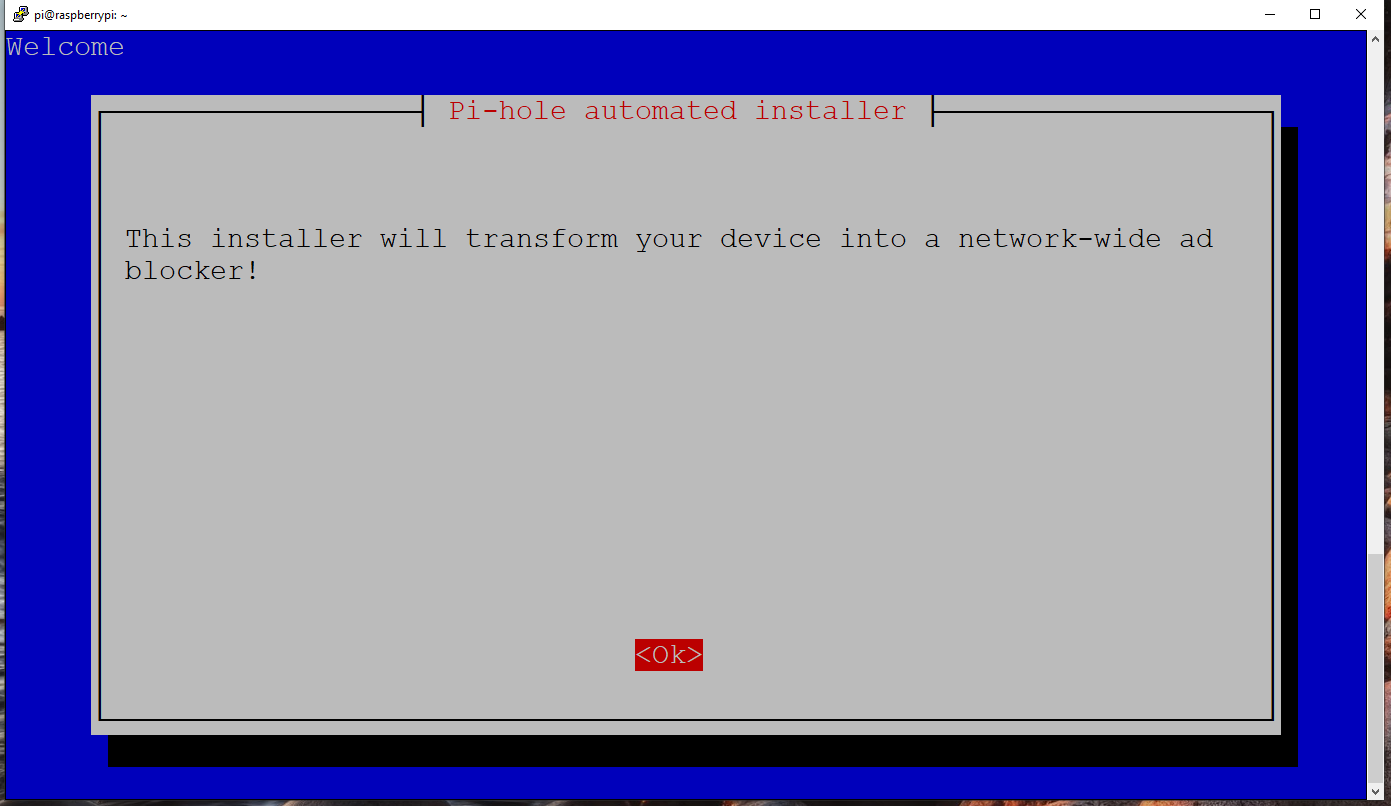 pi@raspberrypi: ~
Welcome
Pi-hole automated installer
This installer will transform your device into a network-wide ad
blocker!
<Ok>